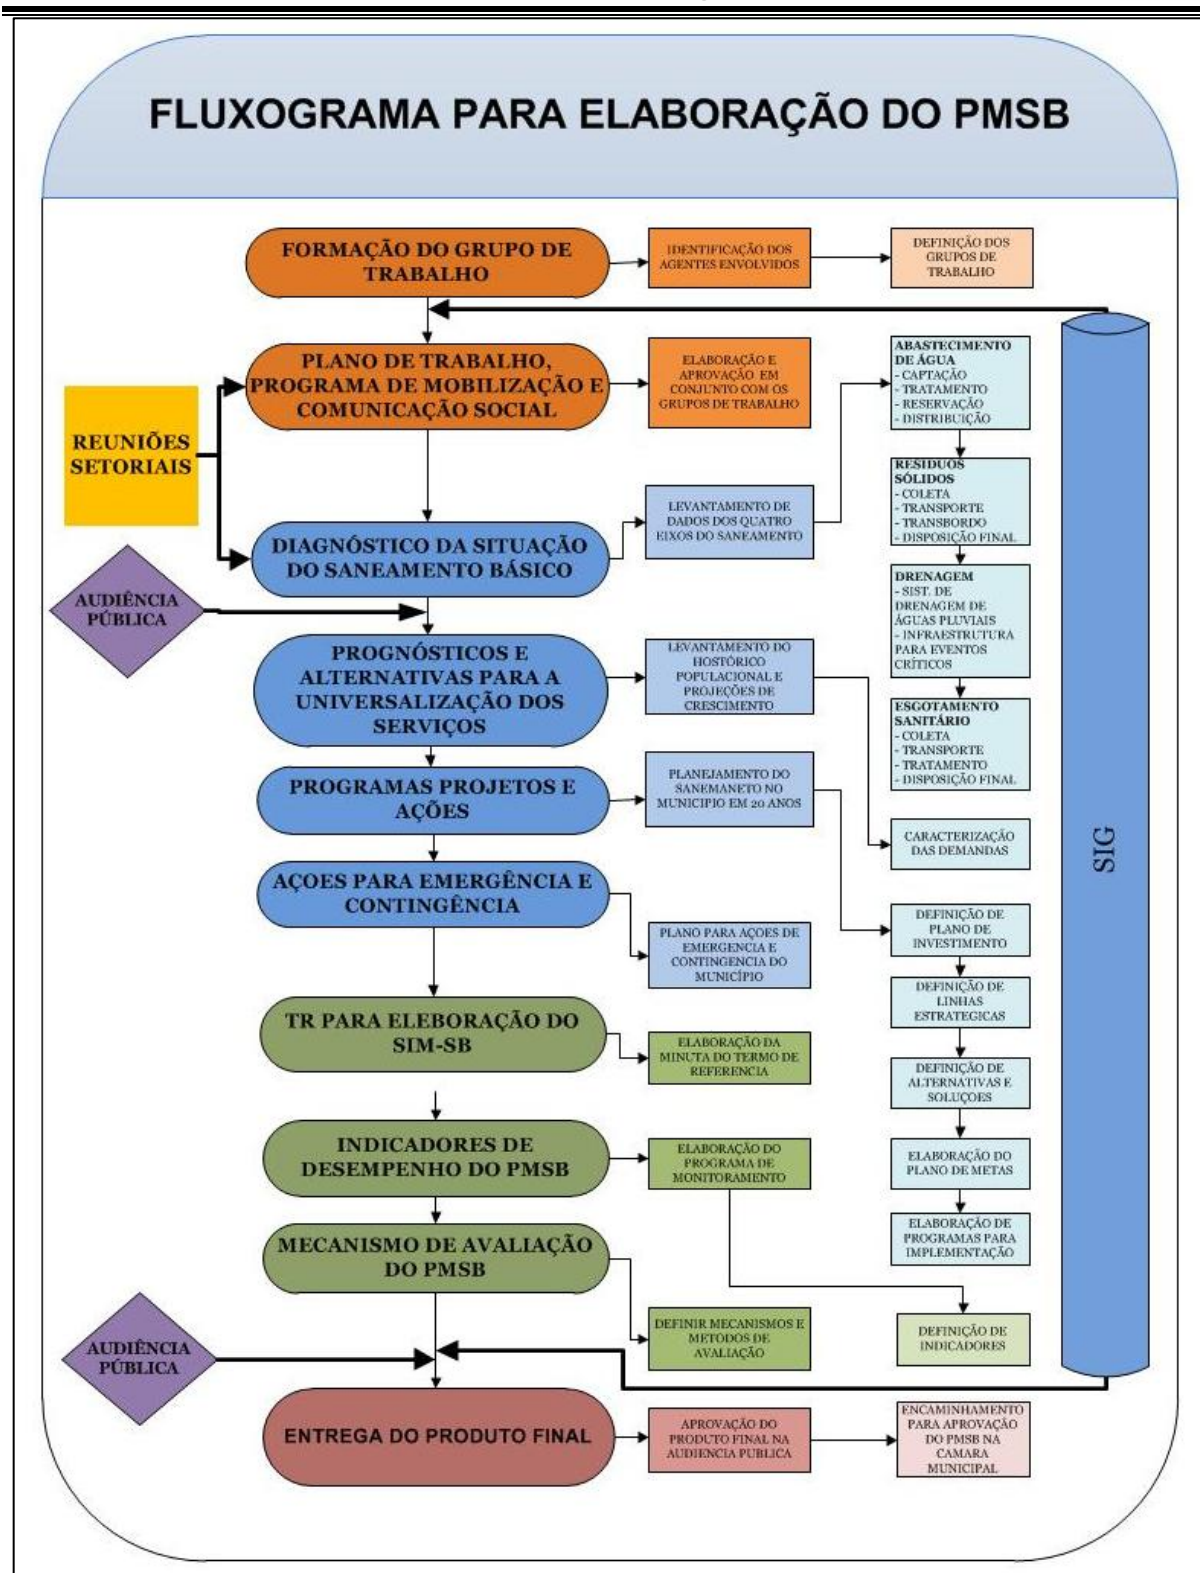 FLUXOGRAMA PARA ELABORAÇÃO DO PMSB
FORMAÇÃO DO GRUPO DE
TRABALHO
IDENTIFICAÇÃO DOS
AGENTES ENVOLVIDOS
DEFINIÇÃO DOS
GRUPOS DE
TRABALHO
PLANO DE TRABALHO,
PROGRAMA DE MOBILIZAÇÃO E
COMUNICAÇÃO SOCIAL
ELABORAÇÃO E
APROVAÇÃO EM
CONJUNTO COM OS
GRUPOS DE TRABALHO
ABASTECIMENTO
DE ÁGUA
- CAPTAÇÃO
- TRATAMENTO
- RESERVAÇÃO
- DISTRIBUIÇÃO
REUNIÕES
SETORIAIS
RESIDUOS
SÓLIDOS
- COLETA
- TRANSPORTE
- TRANSBORDO
- DISPOSIÇÃO FINAL
DIAGNÓSTICO DA SITUAÇÃO
DO SANEAMENTO BÁSICO
LEVANTAMENTO DE
DADOS DOS QUATRO
EIXOS DO SANEAMENTO
DRENAGEM
- SIST. DE
DRENAGEM DE
ÁGUAS PLUVIAIS
- INFRAESTRUTURA
PARA EVENTOS
CRÍTICOS
AUDIÊNCIA
PÚBLICA
PROGNÓSTICOS E
ALTERNATIVAS PARA A
UNIVERSALIZAÇÃO DOS
SERVIÇOS
LEVANTAMENTO DO
HOSTÓRICO
POPULACIONAL E
PROJEÇÕES DE
CRESCIMENTO
ESGOTAMENTO
SANITÁRIO
- COLETA
- TRANSPORTE
- TRATAMENTO
- DISPOSIÇÃO FINAL
PROGRAMAS PROJETOS E
AÇÕES
PLANEJAMENTO DO
SANEMANETO NO
MUNICIPIO EM 20 ANOS
CARACTERIZAÇÃO
DAS DEMANDAS
SIG
AÇOES PARA EMERGÊNCIA E
CONTINGÊNCIA
PLANO PARA AÇOES DE
EMERGENCIA E
CONTINGENCIA DO
MUNICÍPIO
DEFINIÇÃO DE
PLANO DE
INVESTIMENTO
DEFINIÇÃO DE
LINHAS
ESTRATEGICAS
TR PARA ELEBORAÇÃO DO
SIM-SB
ELABORAÇÃO DA
MINUTA DO TERMO DE
REFERENCIA
DEFINIÇÃO DE
ALTERNATIVAS E
SOLUÇOES
INDICADORES DE
DESEMPENHO DO PMSB
ELABORAÇÃO DO
PROGRAMA DE
MONITORAMENTO
ELABORAÇÃO DO
PLANO DE METAS
ELABORAÇÃO DE
PROGRAMAS PARA
IMPLEMENTAÇÃO
MECANISMO DE AVALIAÇÃO
DO PMSB
DEFINIR MECANISMOS E
METODOS DE
AVALIAÇÃO
DEFINIÇÃO DE
INDICADORES
AUDIÊNCIA
PÚBLICA
ENTREGA DO PRODUTO FINAL
APROVAÇÃO DO
PRODUTO FINAL NA
AUDIENCIA PUBLICA
ENCAMINHAMENTO
PARA APROVAÇÃO
DO PMSB NA
CAMARA
MUNICIPAL